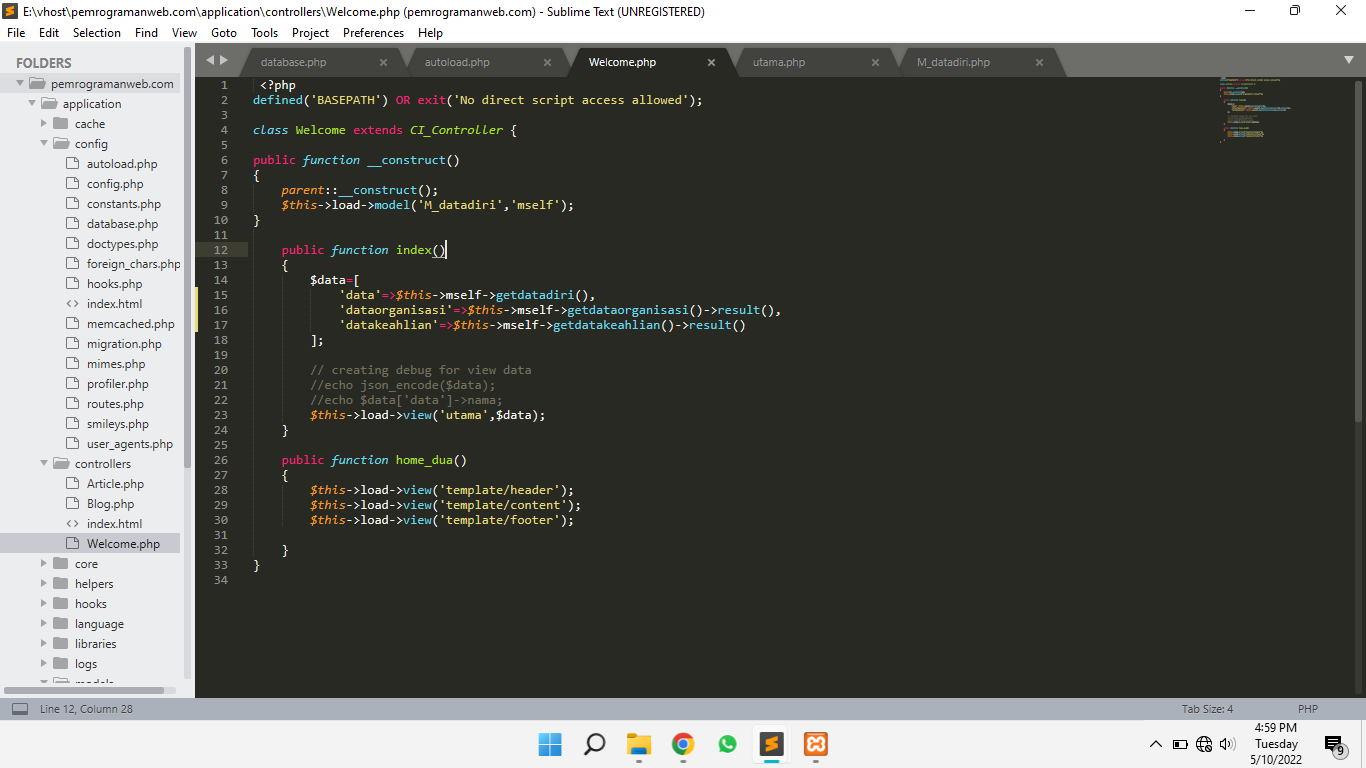 E:\vhost\pemrogramanweb.com\application\controllers\Welcome.php (pemrogramanweb.com) - Sublime Text (UNREGISTERED)
File Edit Selection Find View Goto Tools Project Preferences Help
FOLDERS
pemrogramanweb.com
application
cache
config
autoload.php
config.php
constants.php
database.php
doctypes.php
foreign_chars.php
hooks.php
index.html
memcached.php
migration.php
mimes.php
profiler.php
routes.php
smileys.php
user_agents.php
controllers
Article.php
Blog.php
index.html
Welcome.php
core
helpers
hooks
language
libraries
logs
models
database.php autoload.php Welcome.php utama.php M_datadiri.php
1 <?php
2 defined('BASEPATH') OR exit('No direct script access allowed');
3
4 class Welcome extends CI_Controller {
5
6 public function __construct()
7 {
8 parent::__construct();
9 $this->load->model('M_datadiri','mself');
10 }
11
12 public function index()
13 {
14 $data=[
15 'data'=>$this->mself->getdatadiri(),
16 'dataorganisasi'=>$this->mself->getdataorganisasi()->result(),
17 'datakeahlian'=>$this->mself->getdatakeahlian()->result()
18 ];
19
20 // creating debug for view data
21 //echo json_encode($data);
22 //echo $data['data']->nama;
23 $this->load->view('utama',$data);
24 }
25
26 public function home_dua()
27 {
28 $this->load->view('template/header');
29 $this->load->view('template/content');
30 $this->load->view('template/footer');
31
32 }
33 }
34
Line 12, Column 28 Tab Size: 4 PHP
4:59 PM
Tuesday
5/10/2022
9